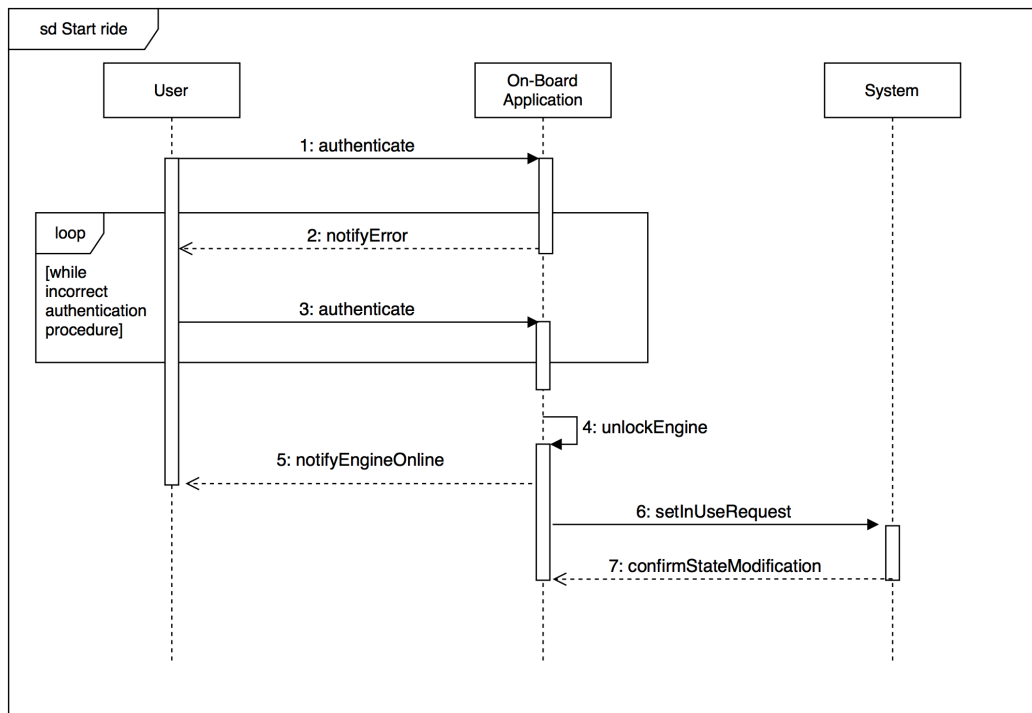 sd Start ride
User
On-Board
Application
System
1: authenticate
loop
2: notifyError
[while
incorrect
authentication
procedure]
3: authenticate
4: unlockEngine
5: notifyEngineOnline
6: setInUseRequest
7: confirmStateModification